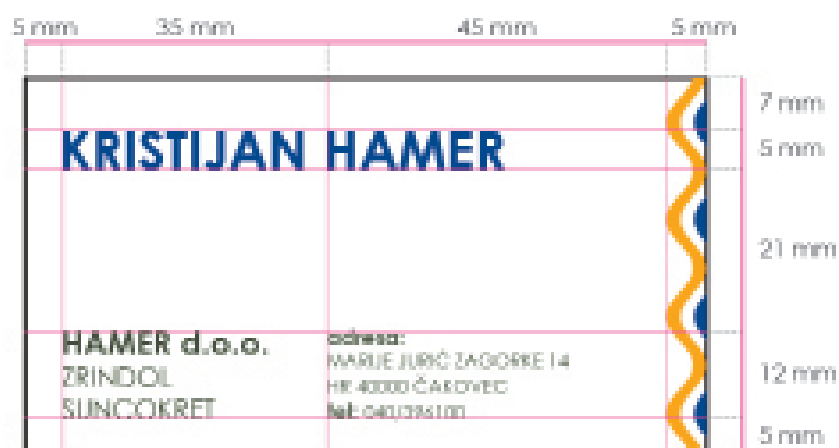 5 mm 35 mm 45 mm 5 mm
7 mm
KRISTIJAN HAMER
5 mm
21 mm
HAMER d.o.o.
ZRINDOL
SUNCOKRET
adresa:
MARIJE JURIĆ ZAGORKE 14
HR 40000 ČAKOVEC
tel:
12 mm
5 mm